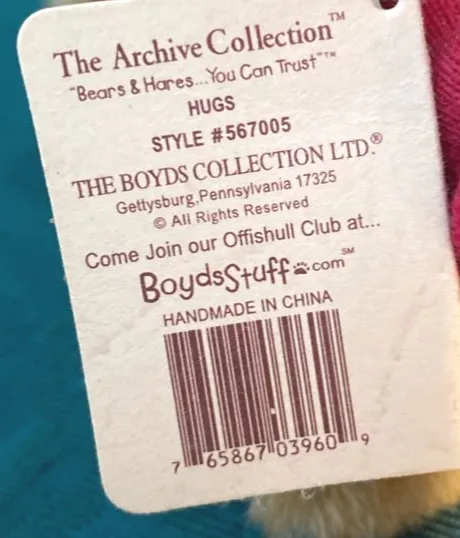 The Archive Collection™
"Bears & Hares...You Can Trust"™
HUGS
STYLE #567005
THE BOYDS COLLECTION LTD.®
Gettysburg,Pennsylvania 17325
© All Rights Reserved
Come Join our Offishull Club at...
BoydsStuff.com℠
HANDMADE IN CHINA
7 65867 03960 9